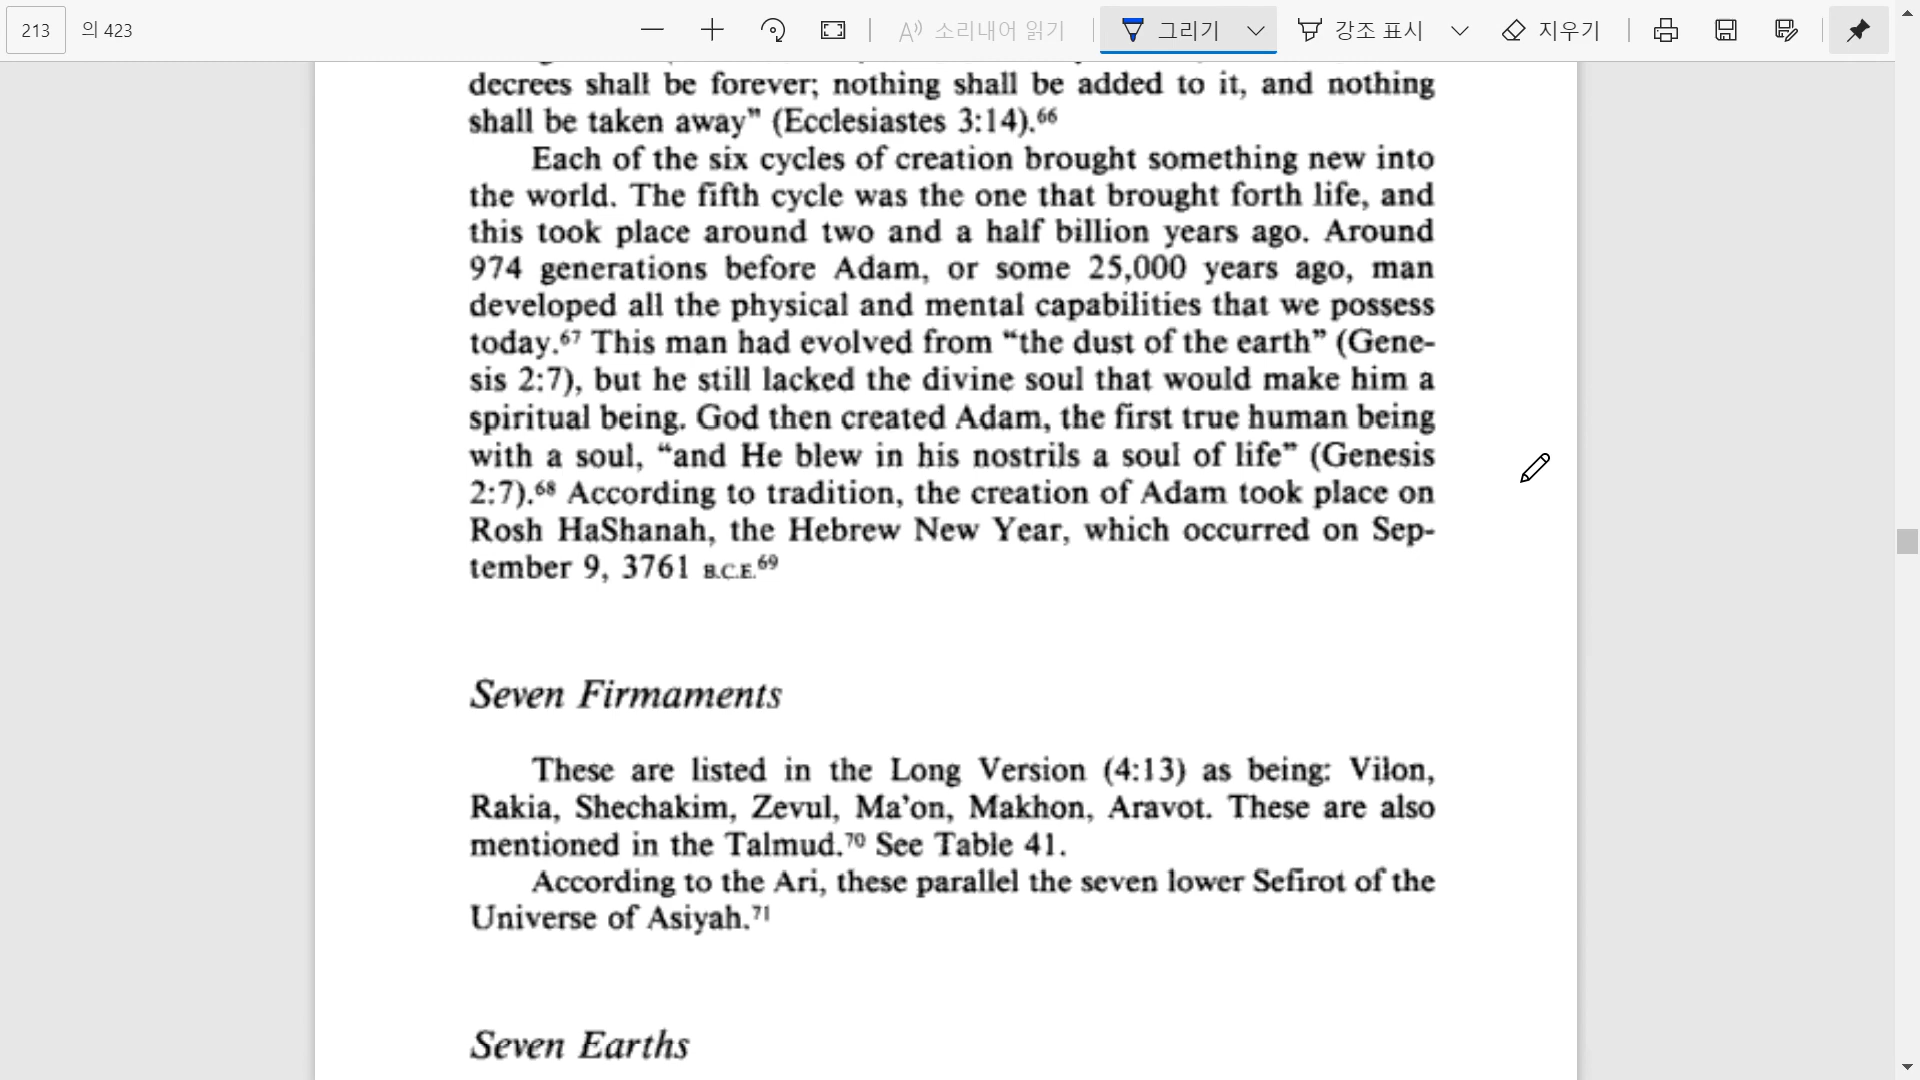 213 의 423
소리내어 읽기 그리기 강조 표시 지우기
decrees shall be forever; nothing shall be added to it, and nothing
shall be taken away” (Ecclesiastes 3:14).⁶⁶
Each of the six cycles of creation brought something new into
the world. The fifth cycle was the one that brought forth life, and
this took place around two and a half billion years ago. Around
974 generations before Adam, or some 25,000 years ago, man
developed all the physical and mental capabilities that we possess
today.⁶⁷ This man had evolved from “the dust of the earth” (Gene-
sis 2:7), but he still lacked the divine soul that would make him a
spiritual being. God then created Adam, the first true human being
with a soul, “and He blew in his nostrils a soul of life” (Genesis
2:7).⁶⁸ According to tradition, the creation of Adam took place on
Rosh HaShanah, the Hebrew New Year, which occurred on Sep-
tember 9, 3761 B.C.E.⁶⁹
Seven Firmaments
These are listed in the Long Version (4:13) as being: Vilon,
Rakia, Shechakim, Zevul, Ma’on, Makhon, Aravot. These are also
mentioned in the Talmud.⁷⁰ See Table 41.
According to the Ari, these parallel the seven lower Sefirot of the
Universe of Asiyah.⁷¹
Seven Earths